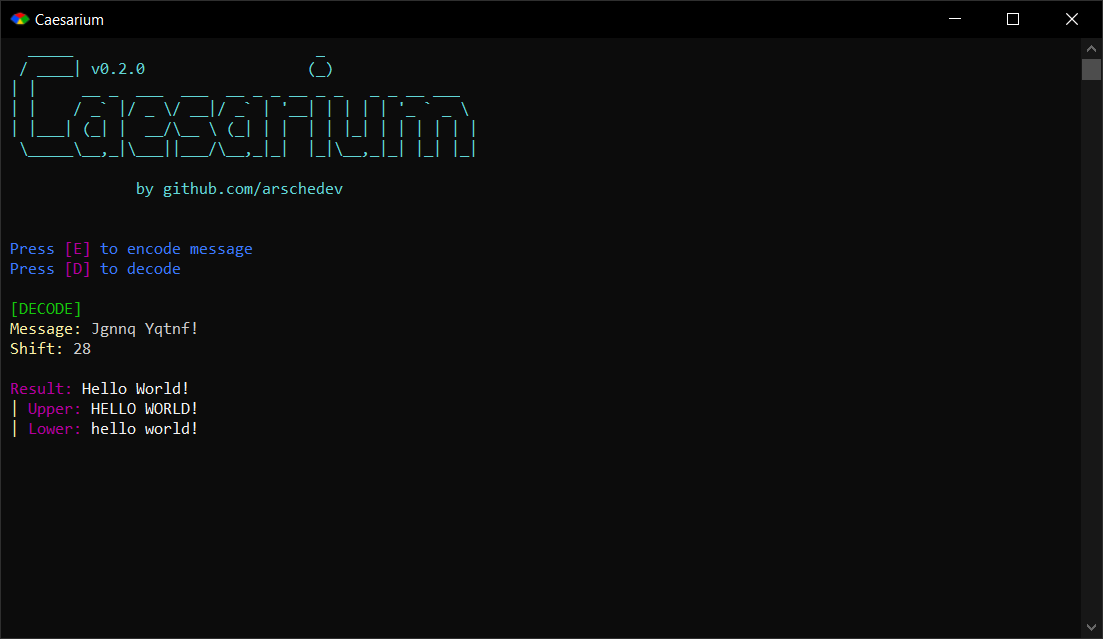 Caesarium
v0.2.0
Caesarium
by github.com/arschedev
Press [E] to encode message
Press [D] to decode
[DECODE]
Message: Jgnnq Yqtnf!
Shift: 28
Result: Hello World!
| Upper: HELLO WORLD!
| Lower: hello world!